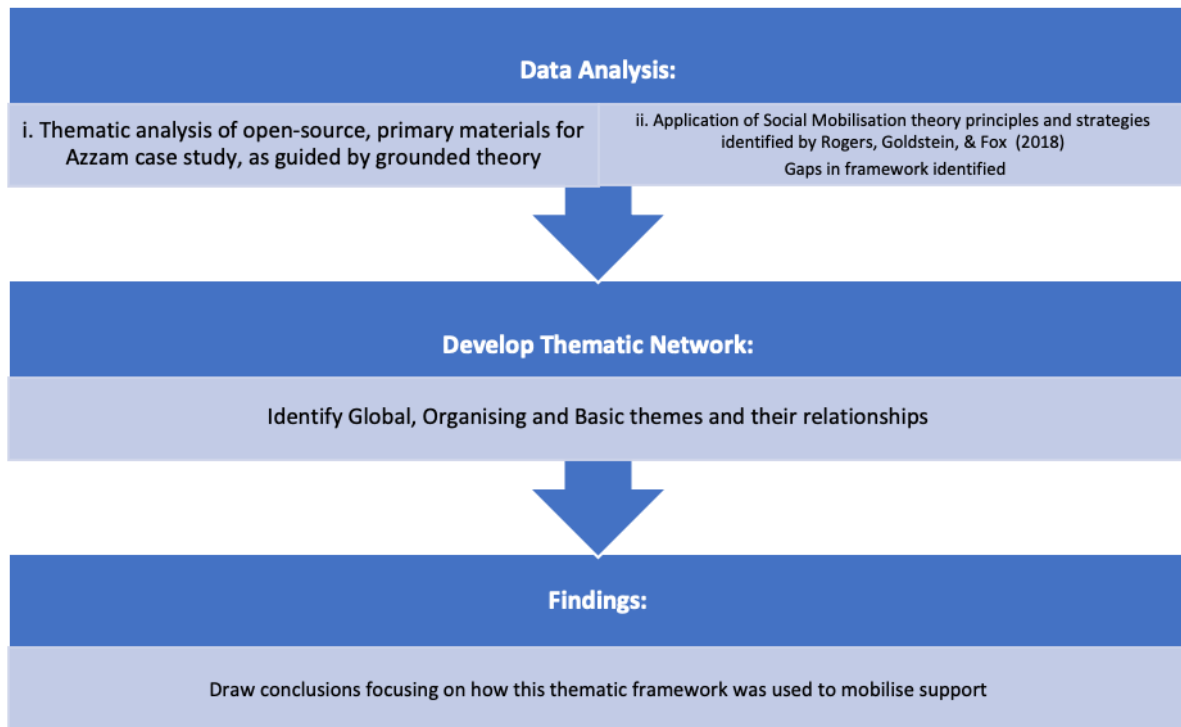 Data Analysis:
i. Thematic analysis of open-source, primary materials for
Azzam case study, as guided by grounded theory
ii. Application of Social Mobilisation theory principles and strategies
identified by Rogers, Goldstein, & Fox (2018)
Gaps in framework identified
Develop Thematic Network:
Identify Global, Organising and Basic themes and their relationships
Findings:
Draw conclusions focusing on how this thematic framework was used to mobilise support